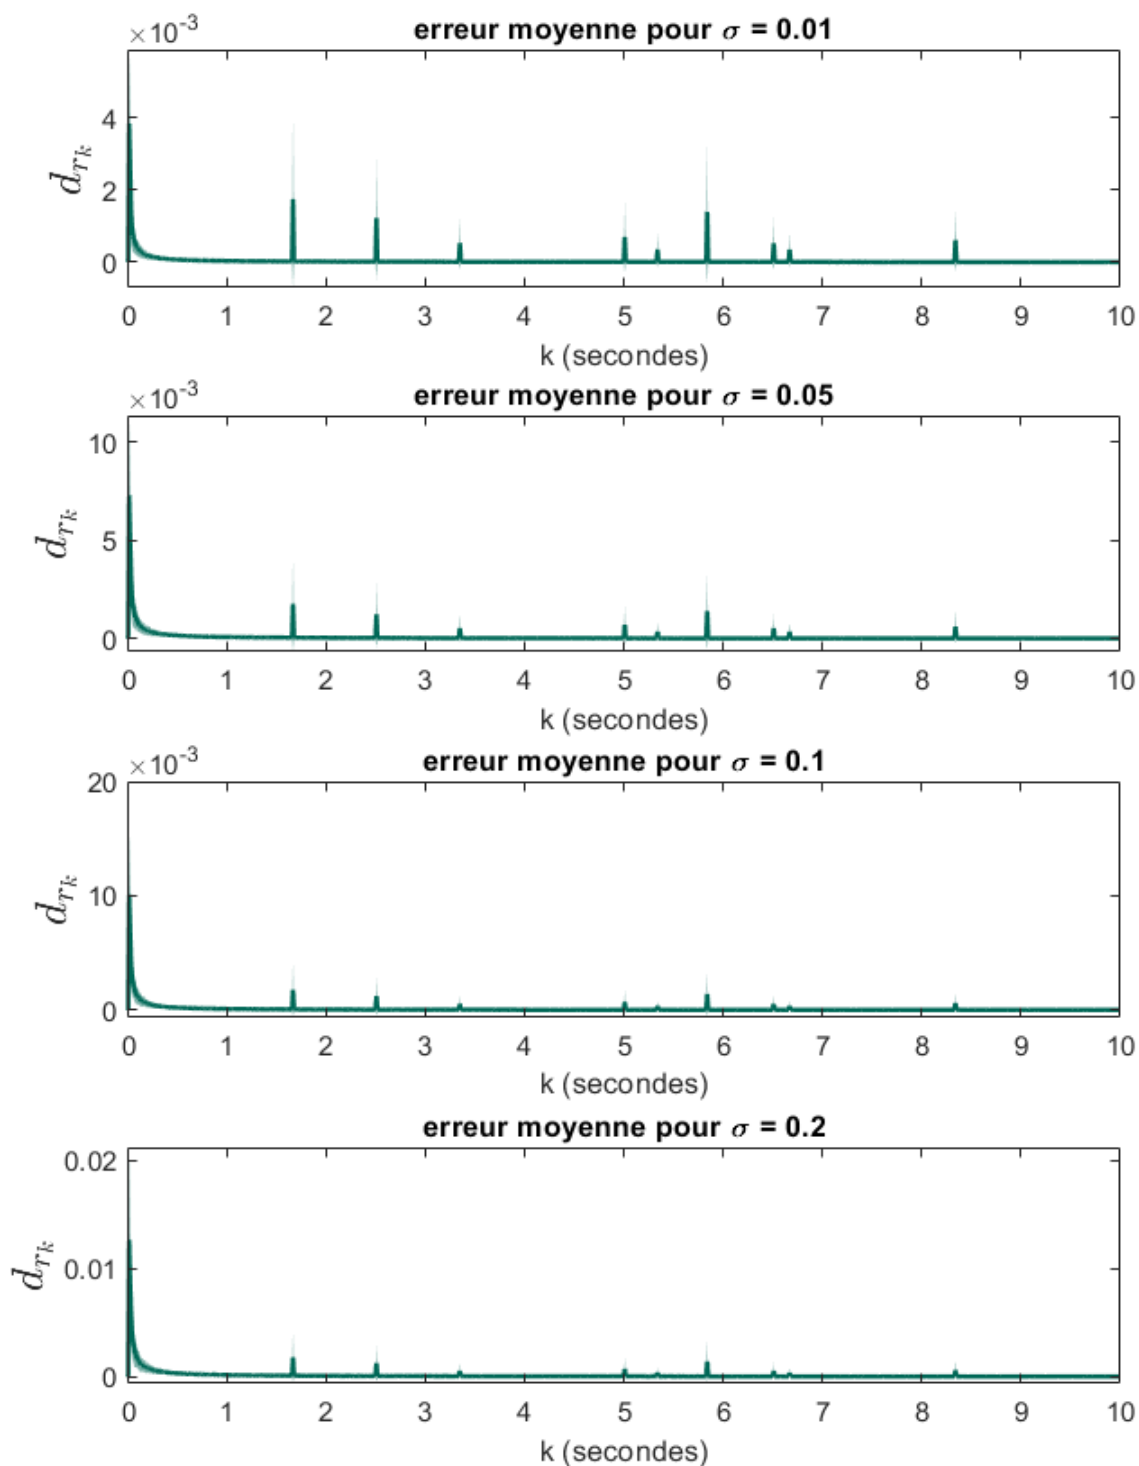 ×10⁻³
erreur moyenne pour σ = 0.01
4
2
0
d_{r_k}
0 1 2 3 4 5 6 7 8 9 10
k (secondes)
×10⁻³
erreur moyenne pour σ = 0.05
10
5
0
d_{r_k}
0 1 2 3 4 5 6 7 8 9 10
k (secondes)
×10⁻³
erreur moyenne pour σ = 0.1
20
10
0
d_{r_k}
0 1 2 3 4 5 6 7 8 9 10
k (secondes)
erreur moyenne pour σ = 0.2
0.02
0.01
0
d_{r_k}
0 1 2 3 4 5 6 7 8 9 10
k (secondes)